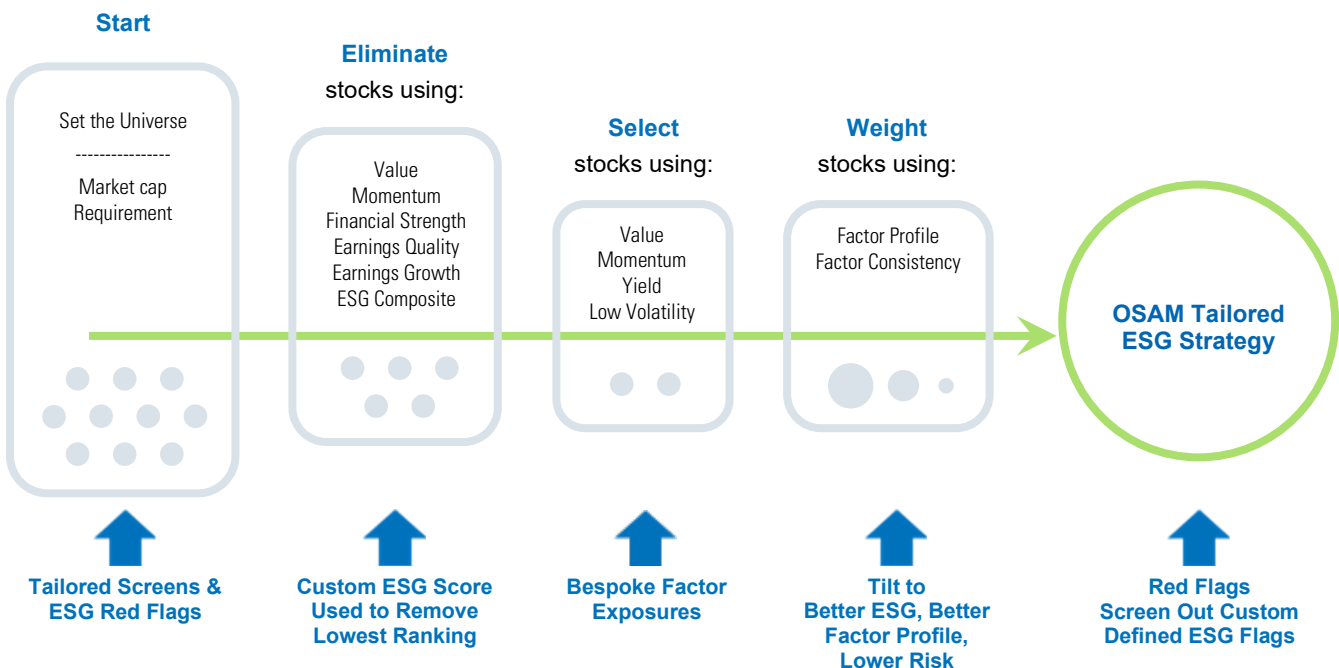 Start
Set the Universe
----------------
Market cap
Requirement
Tailored Screens &
ESG Red Flags
Eliminate
stocks using:
Value
Momentum
Financial Strength
Earnings Quality
Earnings Growth
ESG Composite
Custom ESG Score
Used to Remove
Lowest Ranking
Select
stocks using:
Value
Momentum
Yield
Low Volatility
Bespoke Factor
Exposures
Weight
stocks using:
Factor Profile
Factor Consistency
Tilt to
Better ESG, Better
Factor Profile,
Lower Risk
OSAM Tailored
ESG Strategy
Red Flags
Screen Out Custom
Defined ESG Flags